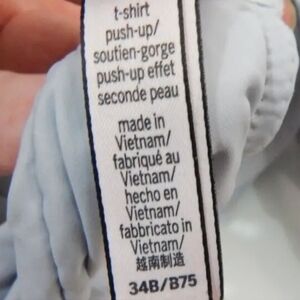 t-shirt
push-up/
soutien-gorge
push-up effet
seconde peau
made in
Vietnam/
fabriqué au
Vietnam/
hecho en
Vietnam/
fabbricato in
Vietnam/
越南制造
34B/B75